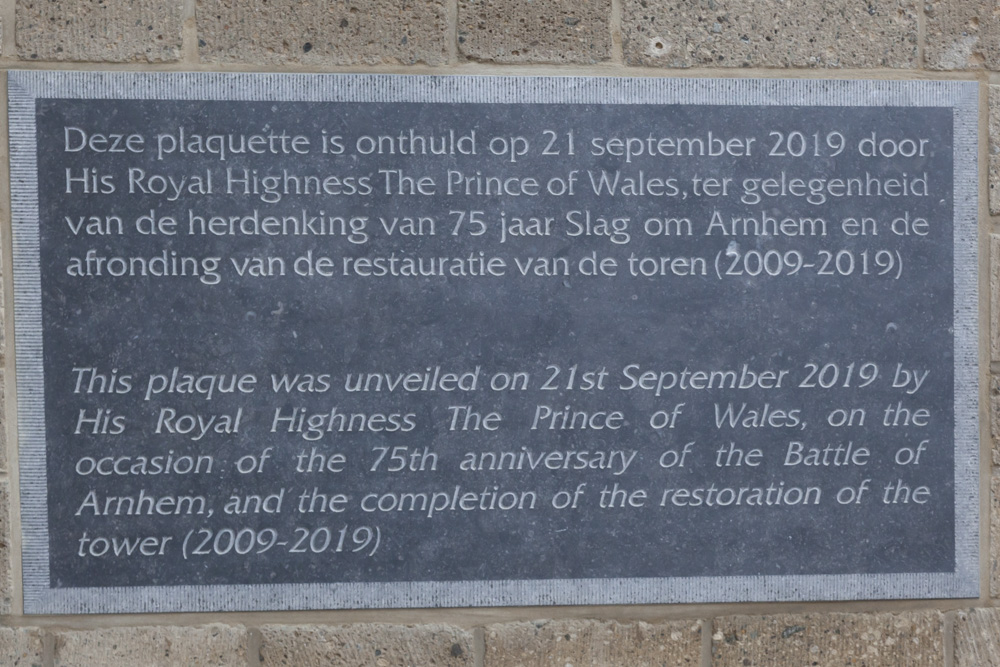 Deze plaquette is onthuld op 21 september 2019 door
His Royal Highness The Prince of Wales, ter gelegenheid
van de herdenking van 75 jaar Slag om Arnhem en de
afronding van de restauratie van de toren (2009-2019)
This plaque was unveiled on 21st September 2019 by
His Royal Highness The Prince of Wales, on the
occasion of the 75th anniversary of the Battle of
Arnhem, and the completion of the restoration of the
tower (2009-2019)